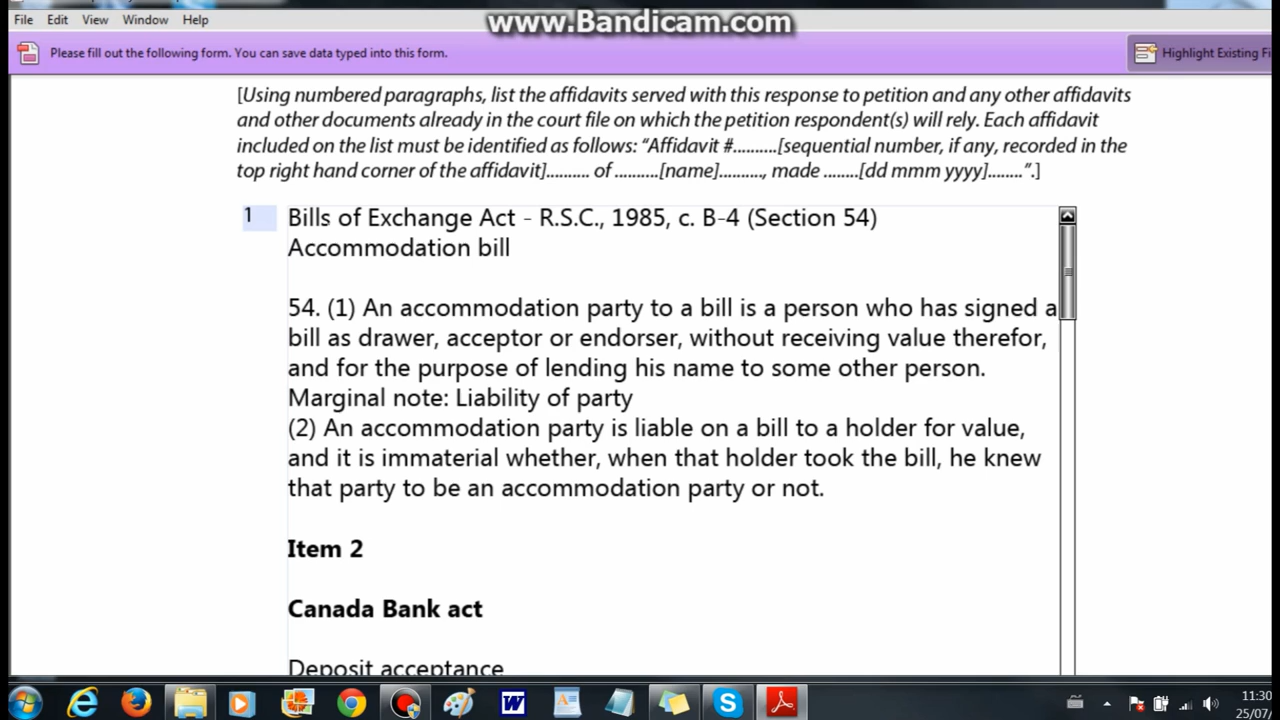 www.Bandicam.com
File Edit View Window Help
Please fill out the following form. You can save data typed into this form.
Highlight Existing Fi
[Using numbered paragraphs, list the affidavits served with this response to petition and any other affidavits
and other documents already in the court file on which the petition respondent(s) will rely. Each affidavit
included on the list must be identified as follows: “Affidavit #..........[sequential number, if any, recorded in the
top right hand corner of the affidavit].......... of ..........[name].........., made ........[dd mmm yyyy]........”.]
1
Bills of Exchange Act - R.S.C., 1985, c. B-4 (Section 54)
Accommodation bill
54. (1) An accommodation party to a bill is a person who has signed a
bill as drawer, acceptor or endorser, without receiving value therefor,
and for the purpose of lending his name to some other person.
Marginal note: Liability of party
(2) An accommodation party is liable on a bill to a holder for value,
and it is immaterial whether, when that holder took the bill, he knew
that party to be an accommodation party or not.
Item 2
Canada Bank act
Deposit acceptance
11:30
25/07/